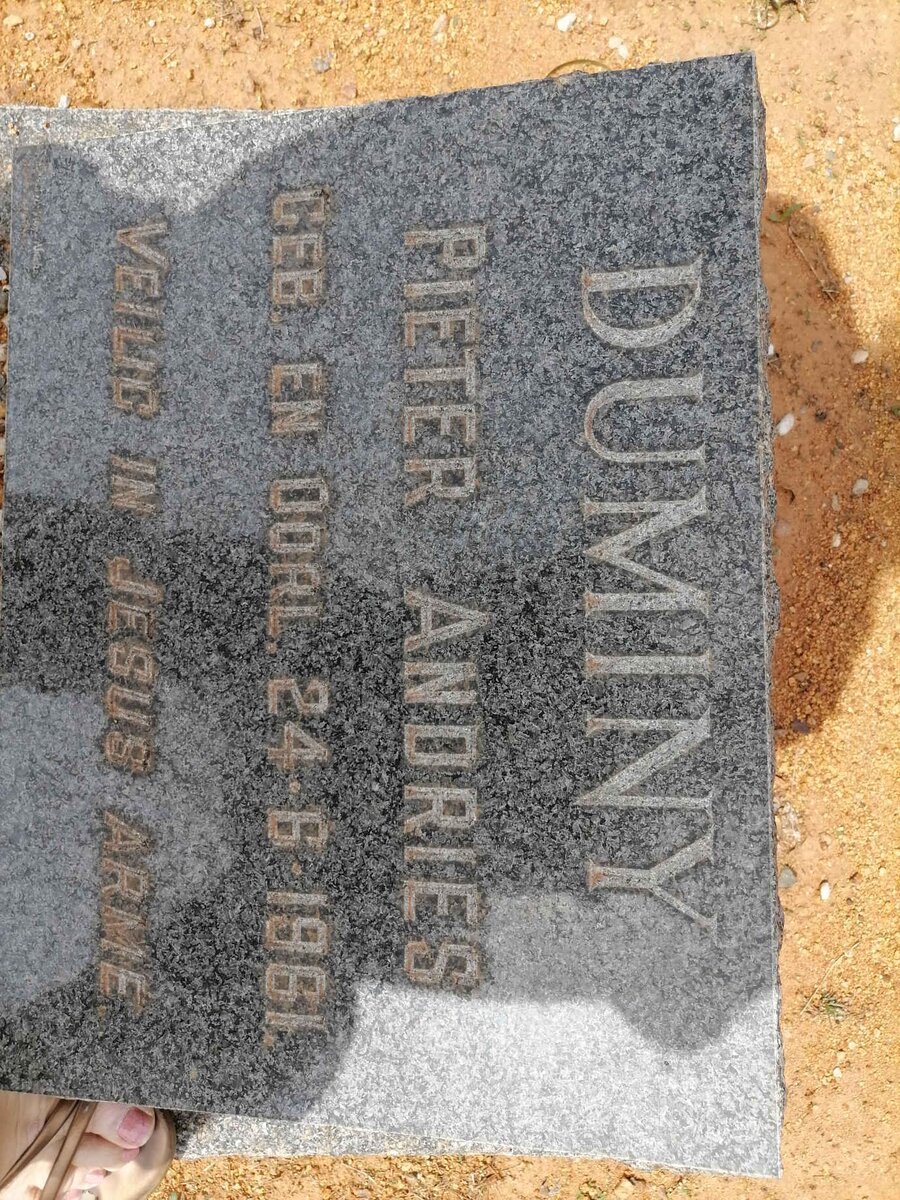 DUMINY
PIETER ANDRIES
GEB. EN OORL. 24·6·1961.
VEILIG IN JESUS ARME.